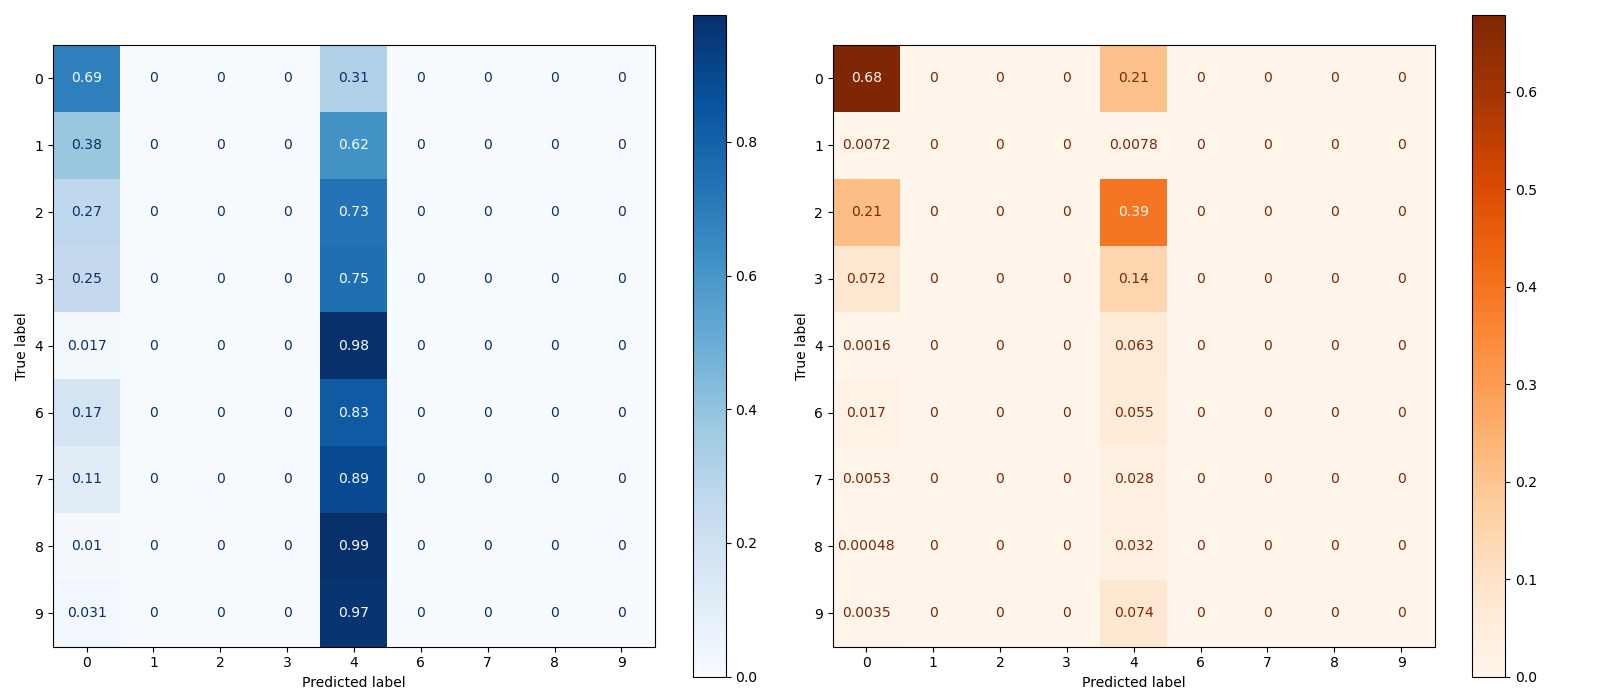 0 0.69 0 0 0 0.31 0 0 0 0
1 0.38 0 0 0 0.62 0 0 0 0
2 0.27 0 0 0 0.73 0 0 0 0
3 0.25 0 0 0 0.75 0 0 0 0
4 0.017 0 0 0 0.98 0 0 0 0
6 0.17 0 0 0 0.83 0 0 0 0
7 0.11 0 0 0 0.89 0 0 0 0
8 0.01 0 0 0 0.99 0 0 0 0
9 0.031 0 0 0 0.97 0 0 0 0
0 1 2 3 4 6 7 8 9
Predicted label
True label
0.8
0.6
0.4
0.2
0.0
0 0.68 0 0 0 0.21 0 0 0 0
1 0.0072 0 0 0 0.0078 0 0 0 0
2 0.21 0 0 0 0.39 0 0 0 0
3 0.072 0 0 0 0.14 0 0 0 0
4 0.0016 0 0 0 0.063 0 0 0 0
6 0.017 0 0 0 0.055 0 0 0 0
7 0.0053 0 0 0 0.028 0 0 0 0
8 0.00048 0 0 0 0.032 0 0 0 0
9 0.0035 0 0 0 0.074 0 0 0 0
0 1 2 3 4 6 7 8 9
Predicted label
True label
0.6
0.5
0.4
0.3
0.2
0.1
0.0